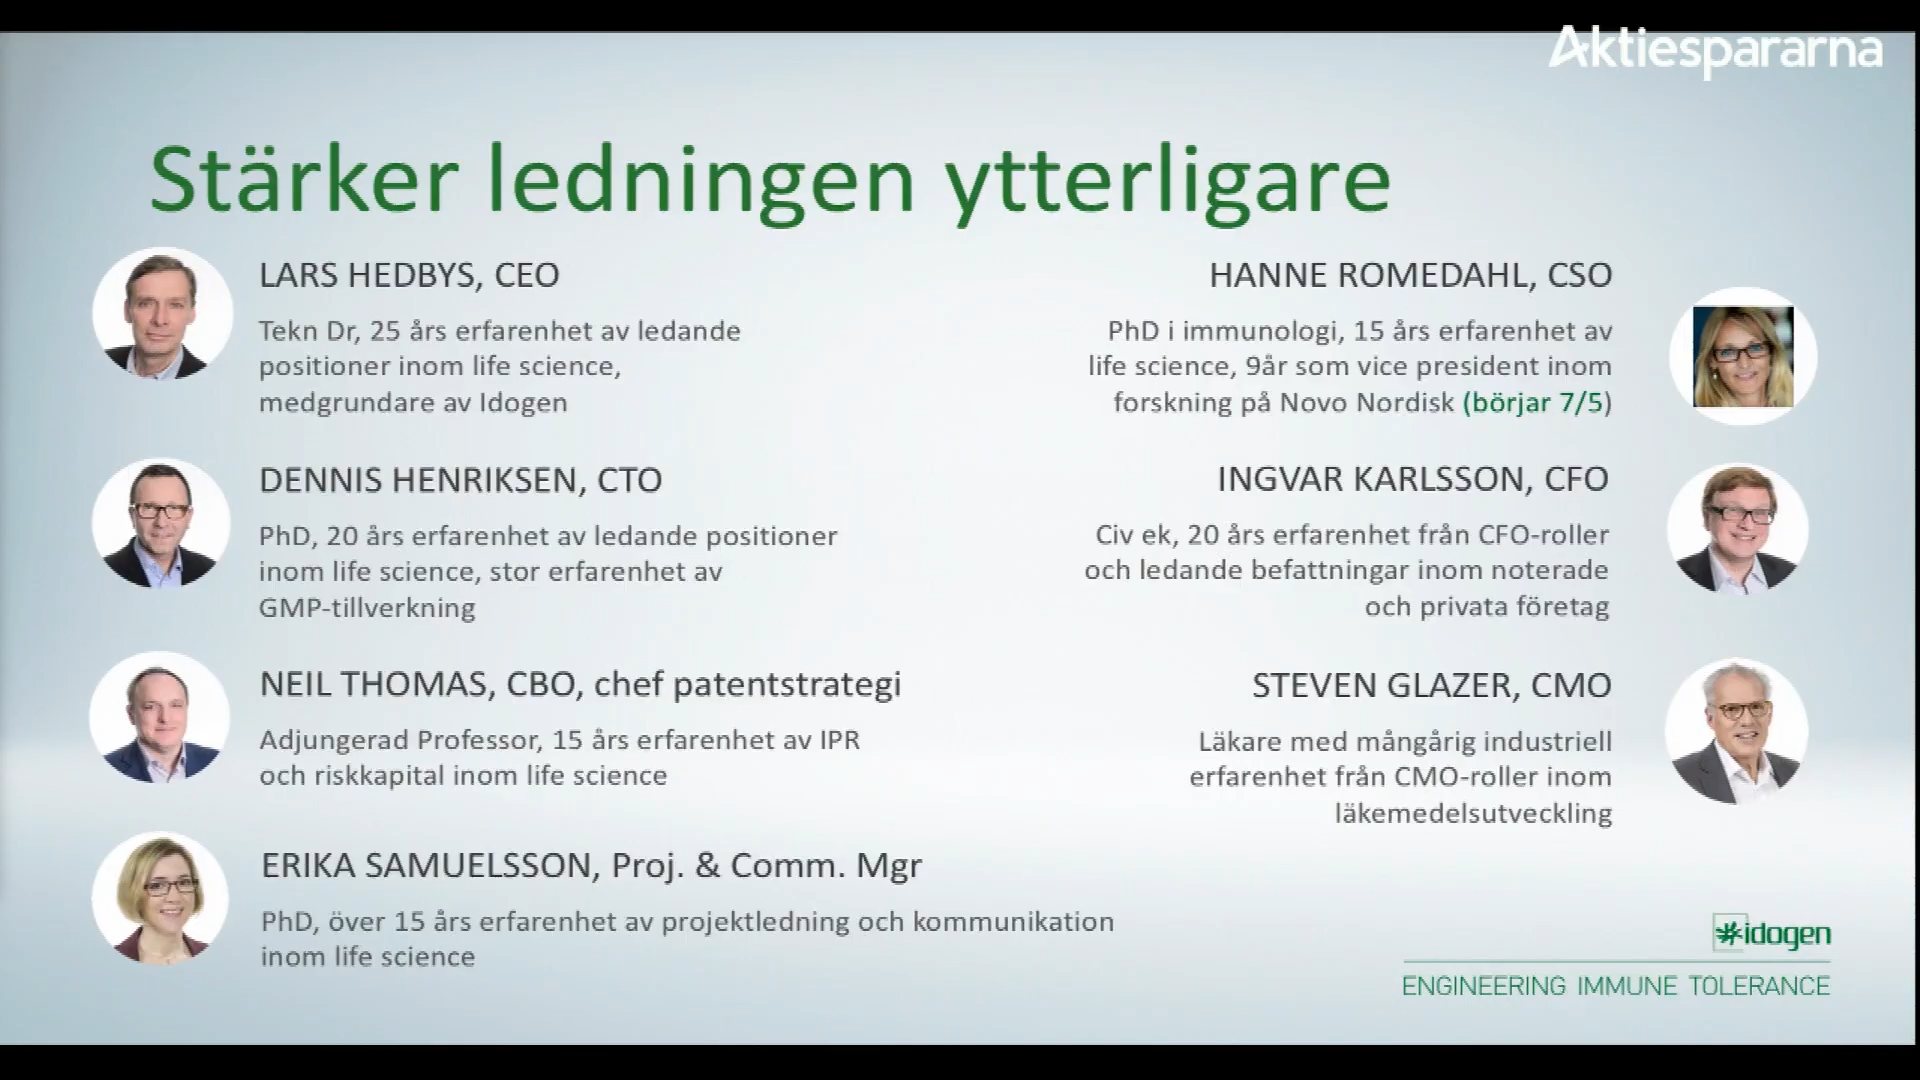 Aktiespararna
Stärker ledningen ytterligare
LARS HEDBYS, CEO
Tekn Dr, 25 års erfarenhet av ledande
positioner inom life science,
medgrundare av Idogen
DENNIS HENRIKSEN, CTO
PhD, 20 års erfarenhet av ledande positioner
inom life science, stor erfarenhet av
GMP-tillverkning
NEIL THOMAS, CBO, chef patentstrategi
Adjungerad Professor, 15 års erfarenhet av IPR
och riskkapital inom life science
ERIKA SAMUELSSON, Proj. & Comm. Mgr
PhD, över 15 års erfarenhet av projektledning och kommunikation
inom life science
HANNE ROMEDAHL, CSO
PhD i immunologi, 15 års erfarenhet av
life science, 9år som vice president inom
forskning på Novo Nordisk (börjar 7/5)
INGVAR KARLSSON, CFO
Civ ek, 20 års erfarenhet från CFO-roller
och ledande befattningar inom noterade
och privata företag
STEVEN GLAZER, CMO
Läkare med mångårig industriell
erfarenhet från CMO-roller inom
läkemedelsutveckling
idogen
ENGINEERING IMMUNE TOLERANCE